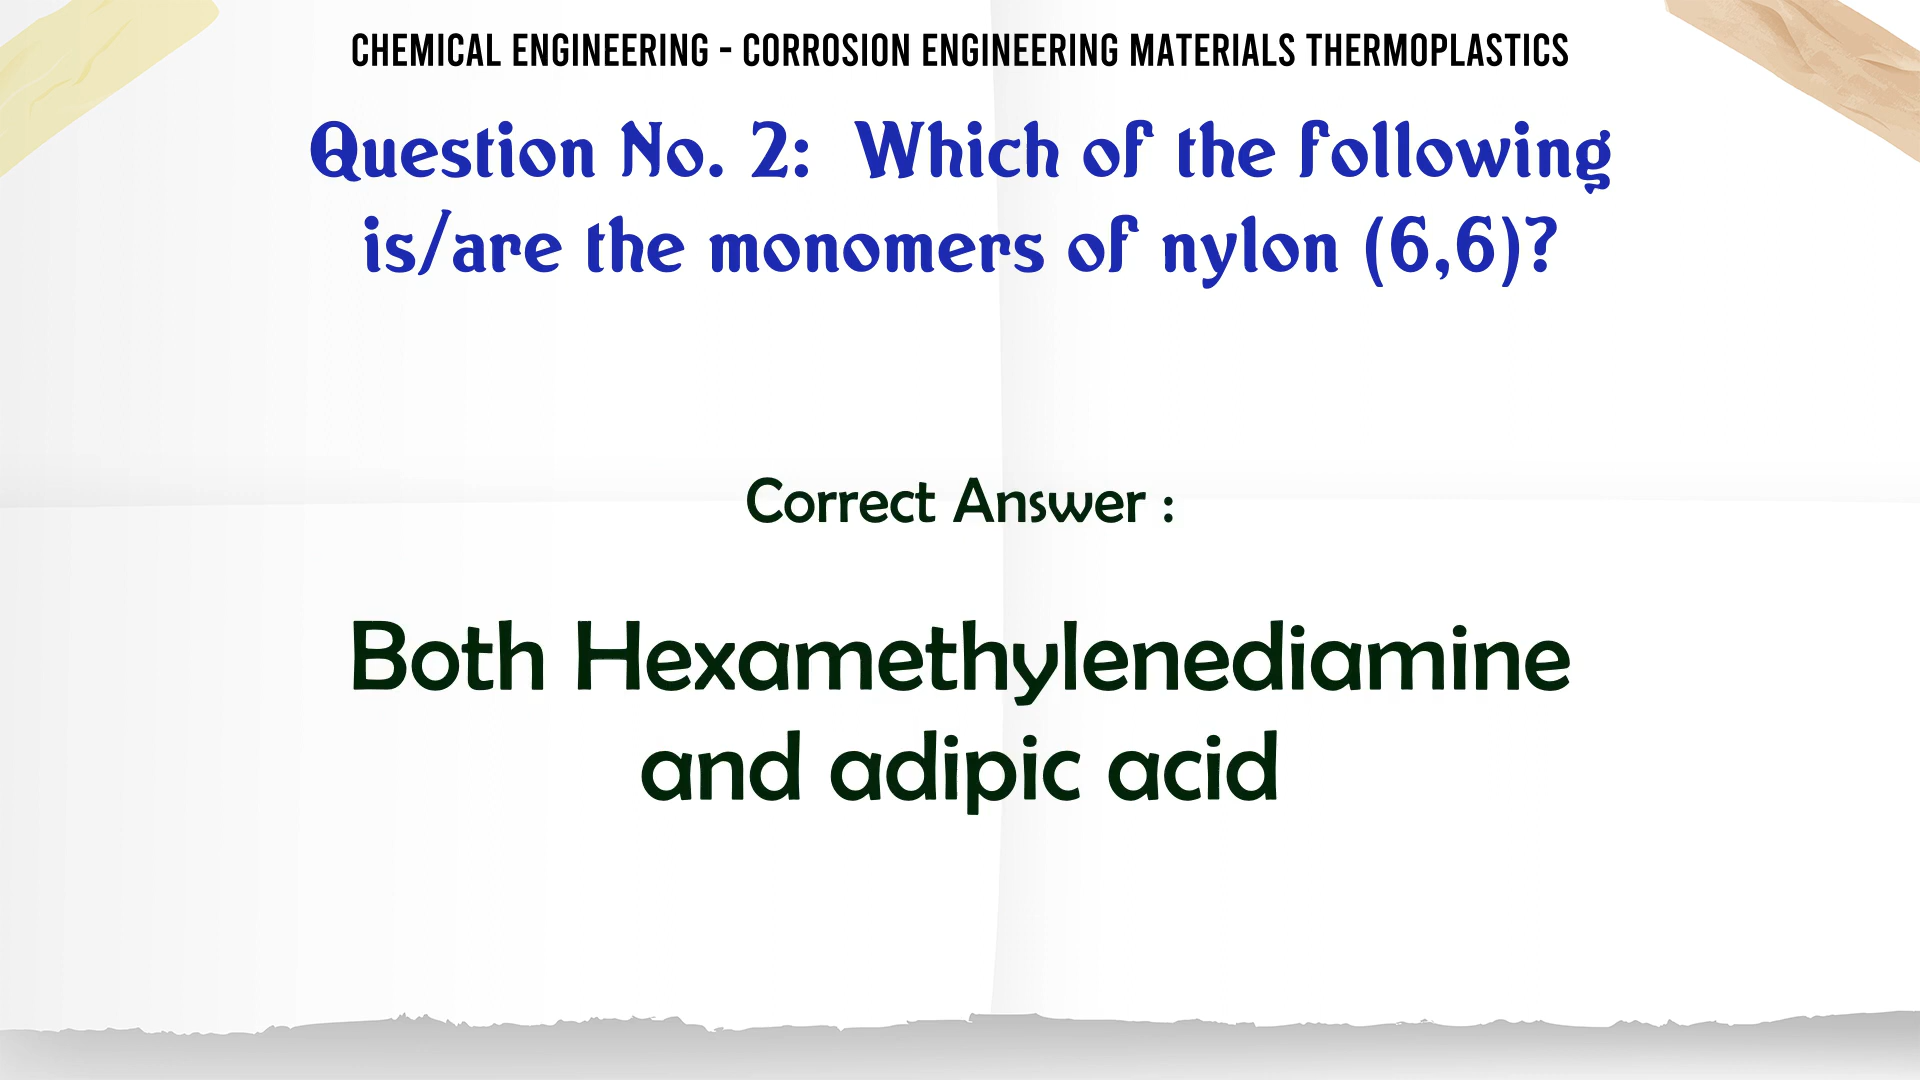 CHEMICAL ENGINEERING - CORROSION ENGINEERING MATERIALS THERMOPLASTICS
Question No. 2: Which of the following
is/are the monomers of nylon (6,6)?
Correct Answer :
Both Hexamethylenediamine
and adipic acid